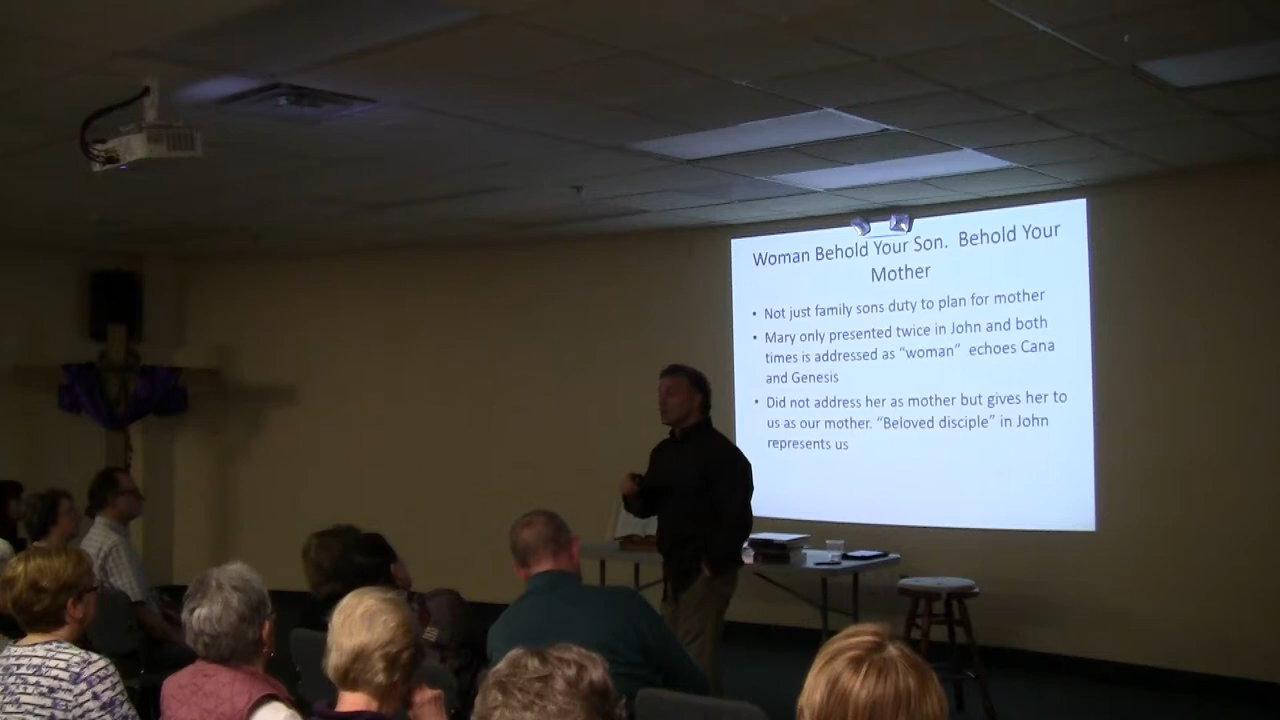 Woman Behold Your Son. Behold Your
Mother
• Not just family sons duty to plan for mother
• Mary only presented twice in John and both
times is addressed as “woman” echoes Cana
and Genesis
• Did not address her as mother but gives her to
us as our mother. “Beloved disciple” in John
represents us